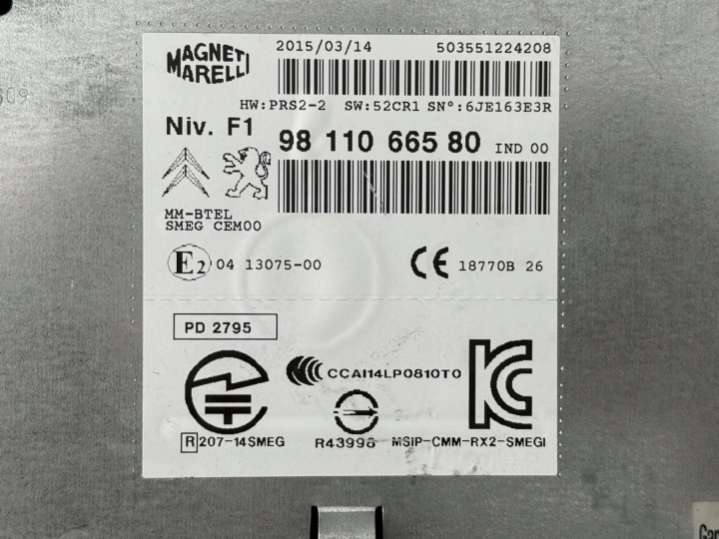 MAGNETI
MARELLI
2015/03/14 503551224208
HW:PRS2-2 SW:52CR1 SN°:6JE163E3R
Niv. F1
98 110 665 80 IND 00
MM-BTEL
SMEG CEM00
E2 04 13075-00
CE 18770B 26
PD 2795
CCAI14LP0810T0
R 207-14SMEG
R43998 MSIP-CMM-RX2-SMEGI
609
Gar